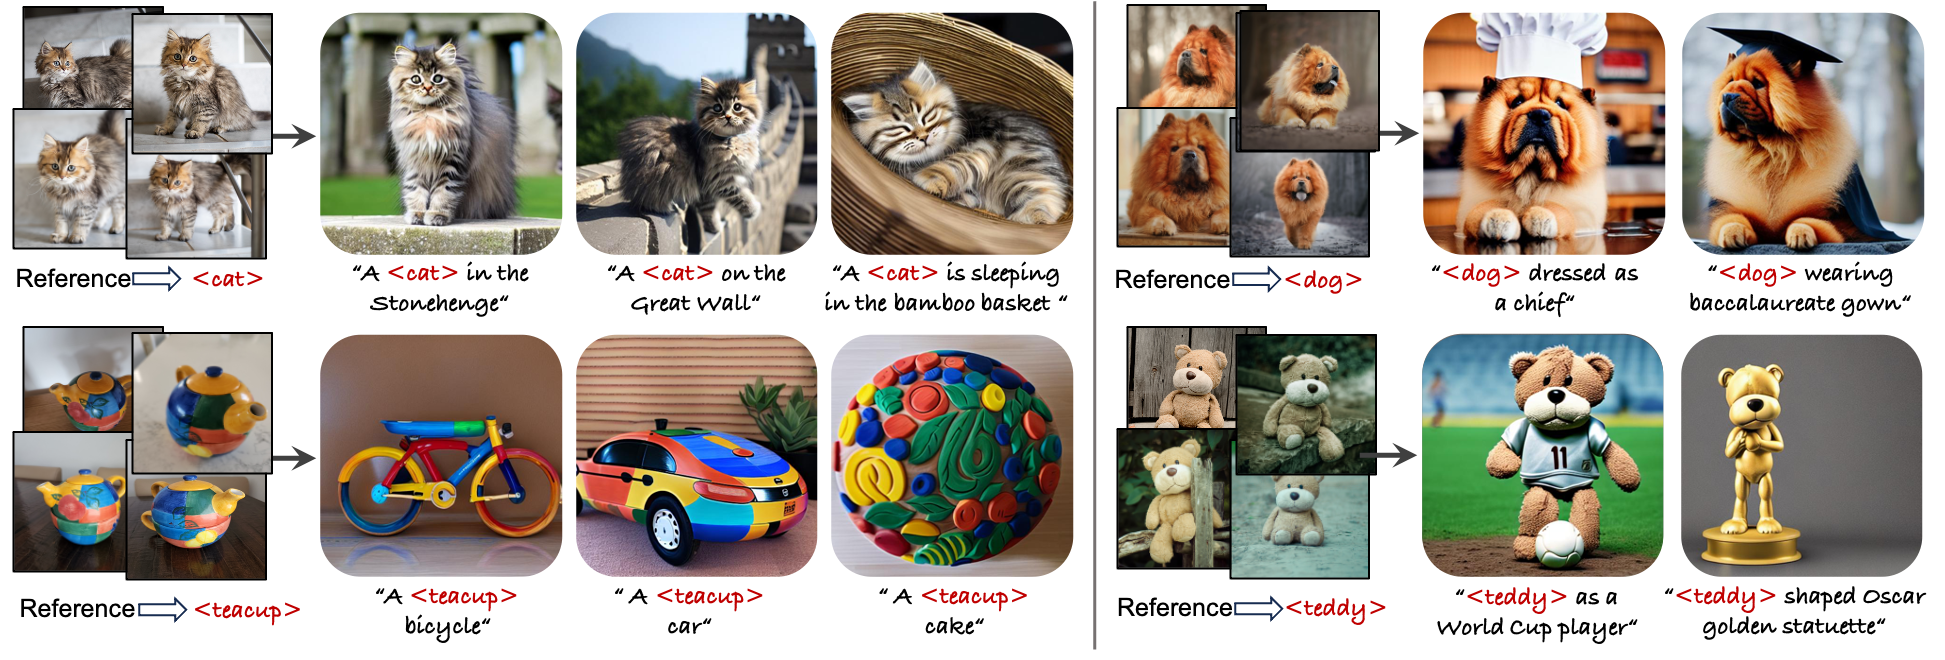 Reference <cat>
“A <cat> in the
Stonehenge“
“A <cat> on the
Great Wall“
“A <cat> is sleeping
in the bamboo basket “
Reference <dog>
“<dog> dressed as
a chief“
“<dog> wearing
baccalaureate gown“
11
Reference <teacup>
“A <teacup>
bicycle“
“ A <teacup>
car“
“ A <teacup>
cake“
Reference <teddy>
“<teddy> as a
World Cup player“
“<teddy> shaped Oscar
golden statuette“